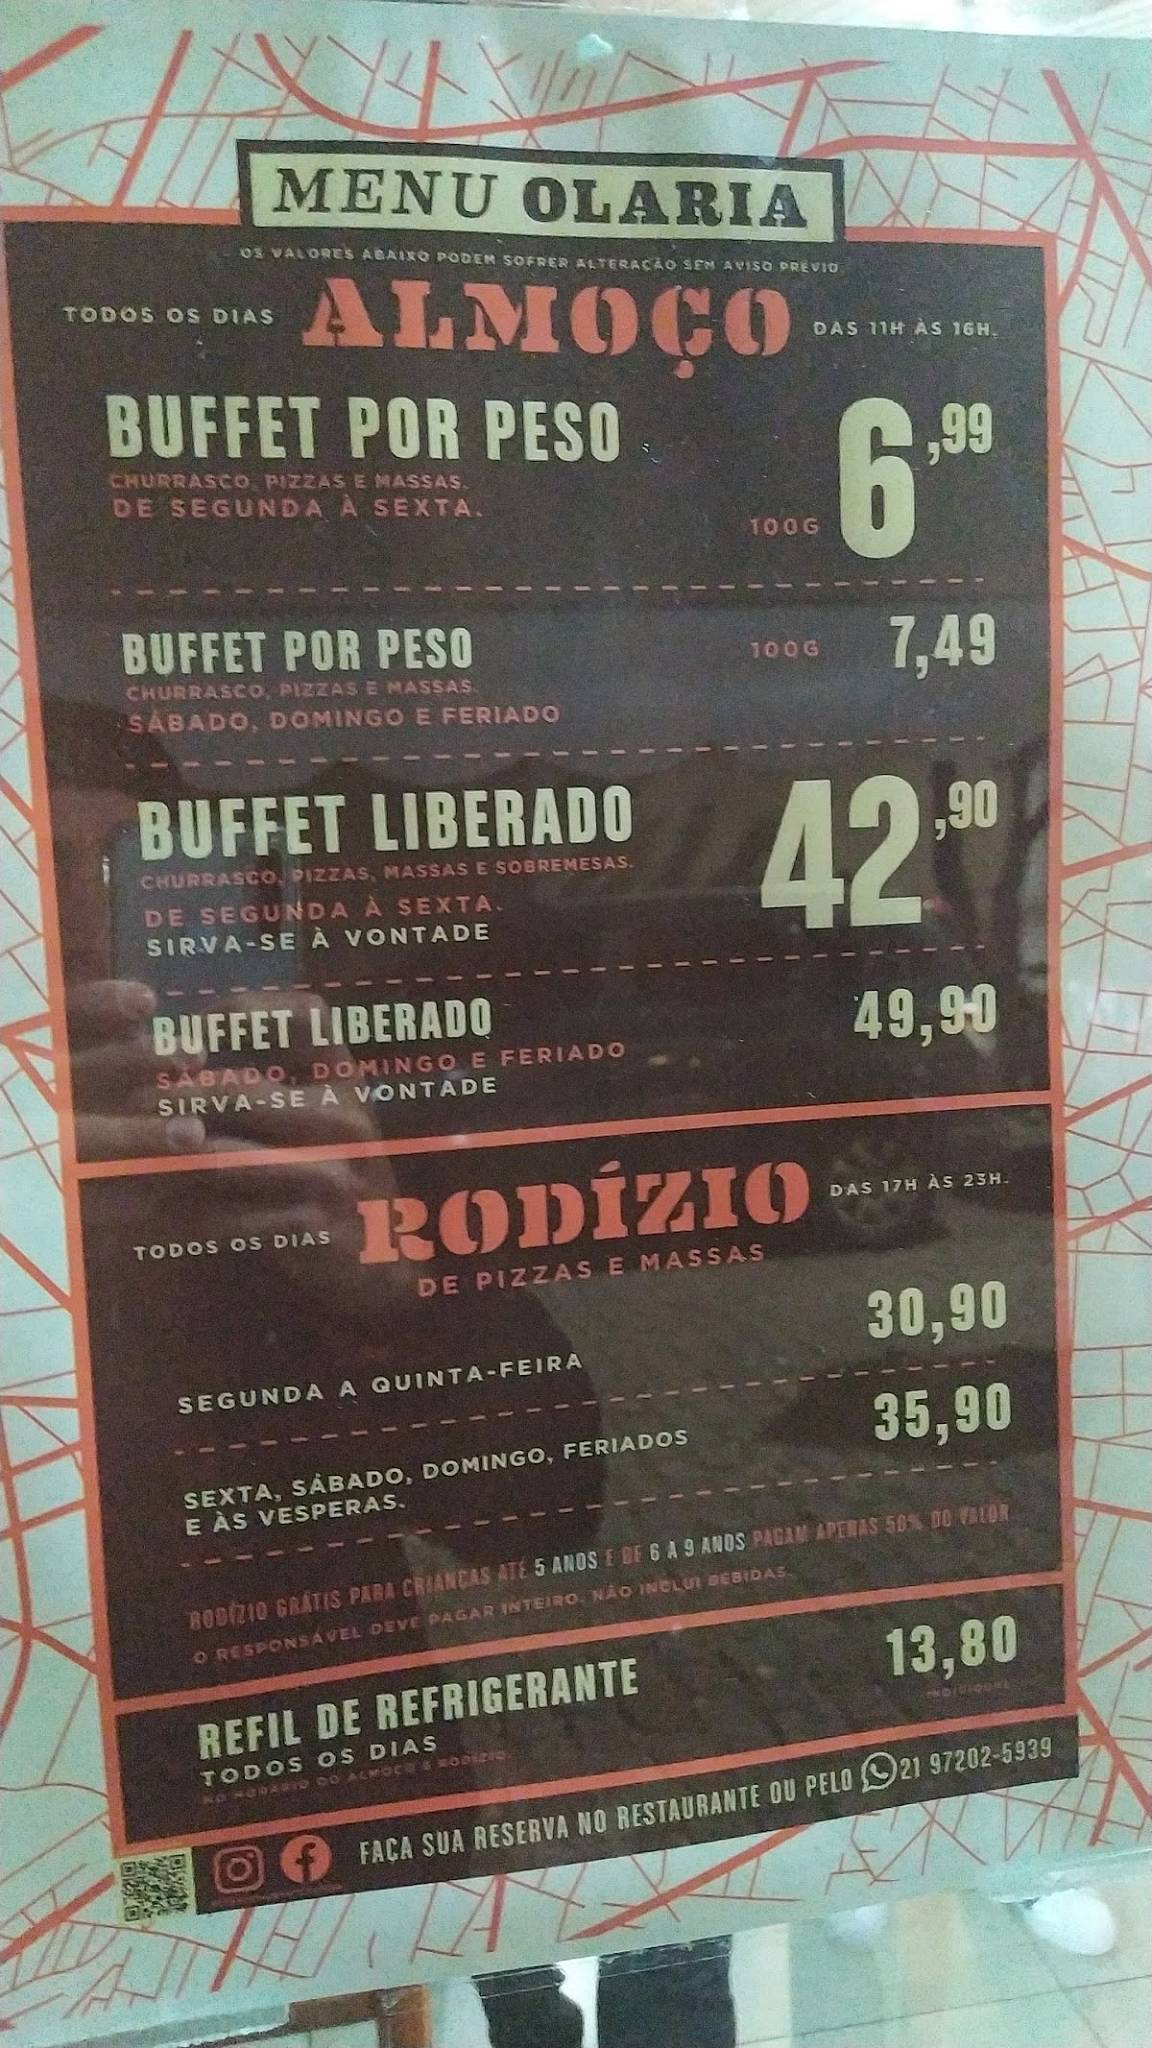 MENU OLARIA
OS VALORES ABAIXO PODEM SOFRER ALTERAÇÃO SEM AVISO PRÉVIO
TODOS OS DIAS ALMOÇO DAS 11H ÀS 16H.
BUFFET POR PESO
CHURRASCO, PIZZAS E MASSAS.
DE SEGUNDA À SEXTA.
100G 6,99
BUFFET POR PESO 100G 7,49
CHURRASCO, PIZZAS E MASSAS.
SÁBADO, DOMINGO E FERIADO
BUFFET LIBERADO 42,90
CHURRASCO, PIZZAS, MASSAS E SOBREMESAS.
DE SEGUNDA À SEXTA.
SIRVA-SE À VONTADE
BUFFET LIBERADO 49,90
SÁBADO, DOMINGO E FERIADO
SIRVA-SE À VONTADE
TODOS OS DIAS RODÍZIO DAS 17H ÀS 23H.
DE PIZZAS E MASSAS
SEGUNDA A QUINTA-FEIRA 30,90
SEXTA, SÁBADO, DOMINGO, FERIADOS 35,90
E ÀS VESPERAS.
RODÍZIO GRÁTIS PARA CRIANÇAS ATÉ 5 ANOS E DE 6 A 9 ANOS PAGAM APENAS 50% DO VALOR
O RESPONSÁVEL DEVE PAGAR INTEIRO. NÃO INCLUI BEBIDAS.
REFIL DE REFRIGERANTE 13,80
INDIVIDUAL
TODOS OS DIAS
NO HORÁRIO DO ALMOÇO E RODÍZIO.
FAÇA SUA RESERVA NO RESTAURANTE OU PELO 21 97202-5939